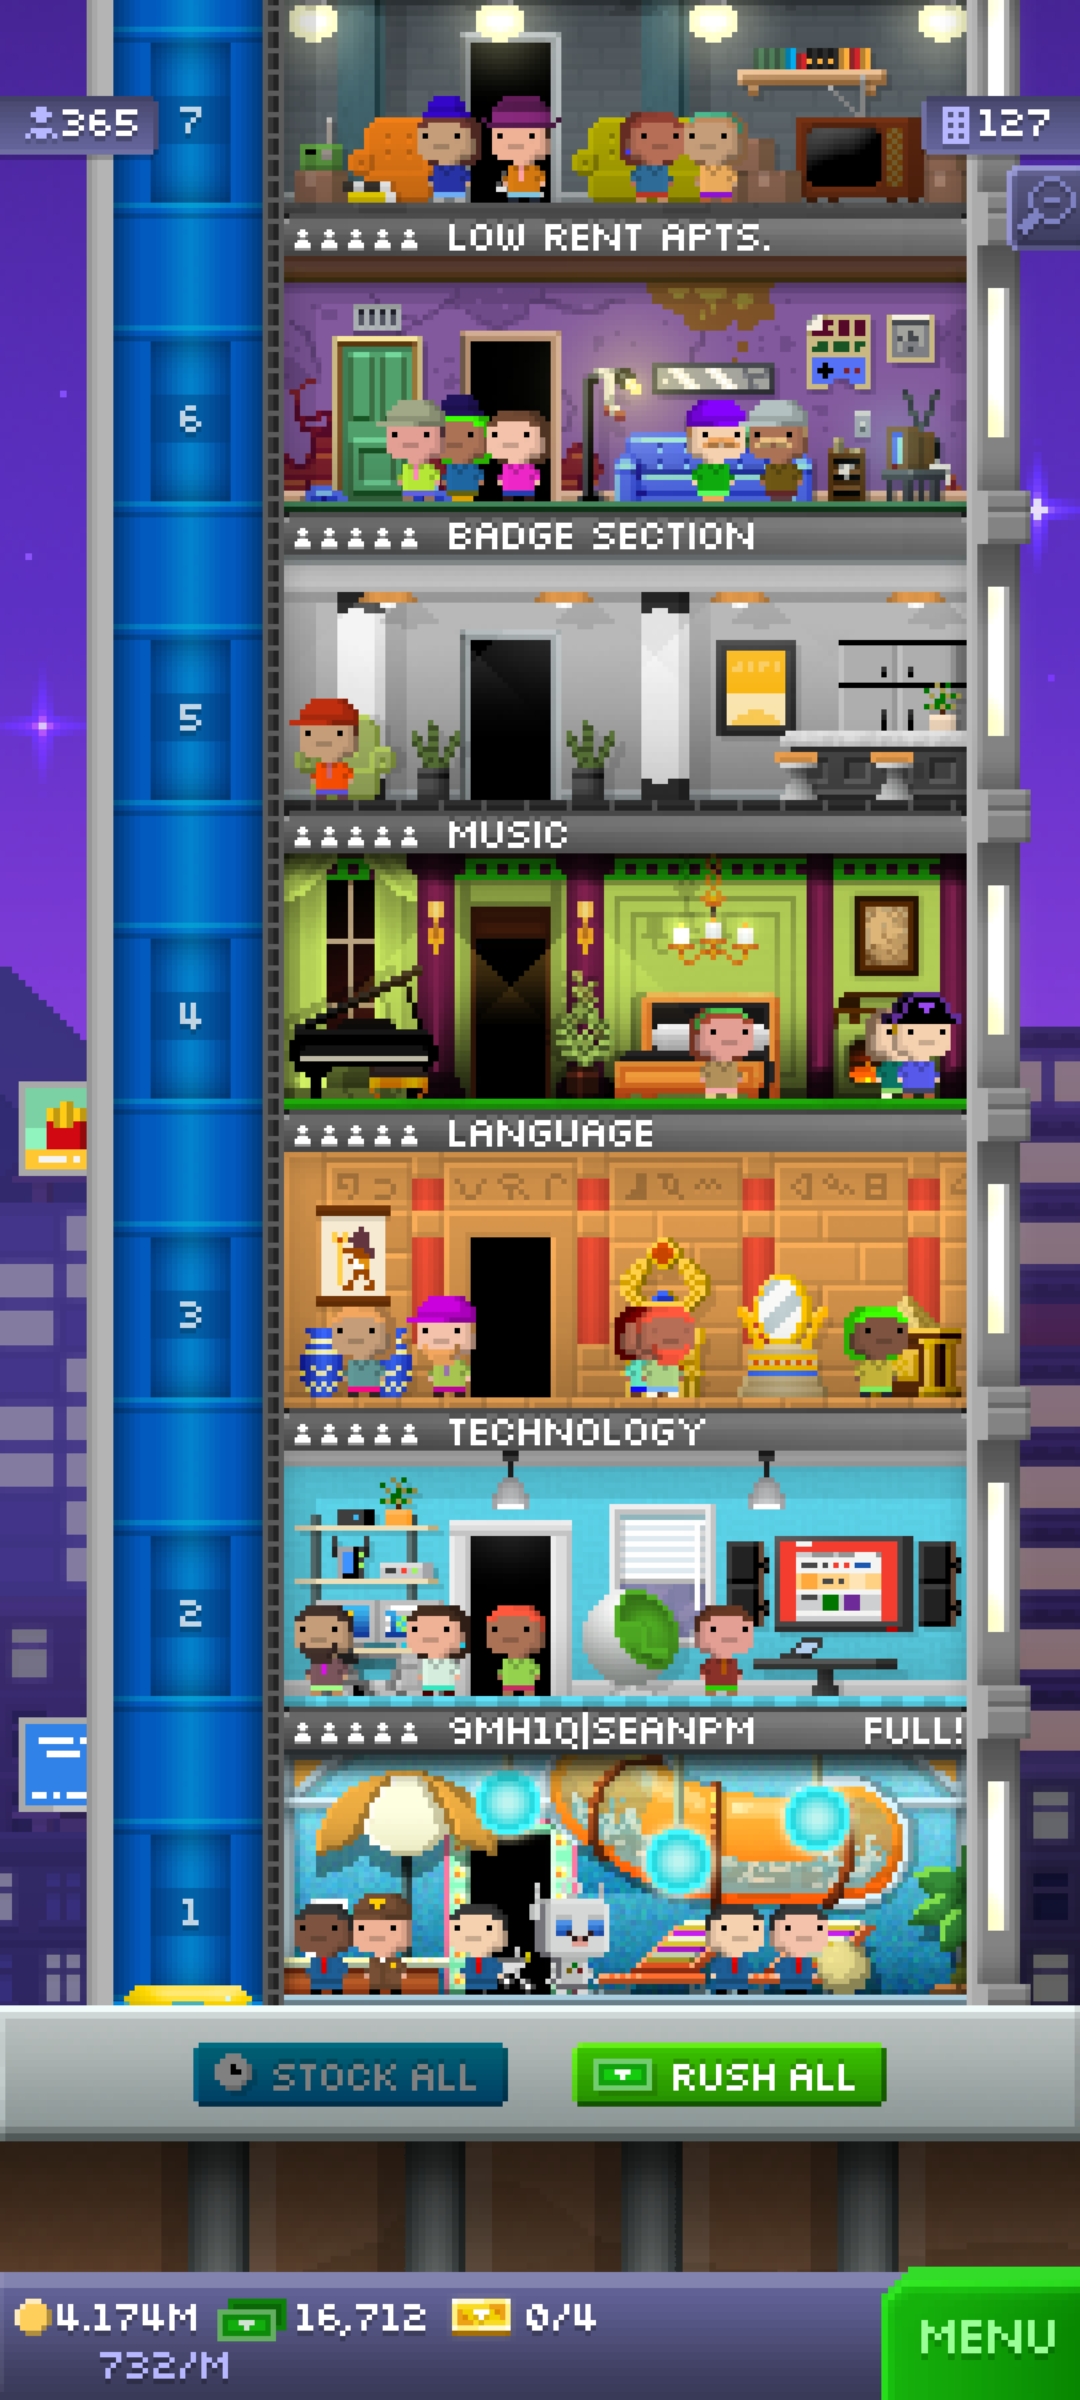 365
7
127
LOW RENT APTS.
6
BADGE SECTION
5
MUSIC
4
LANGUAGE
3
TECHNOLOGY
2
9MH1Q|SEANPM FULL!
1
STOCK ALL
RUSH ALL
4.174M 16,712 0/4
732/M
MENU